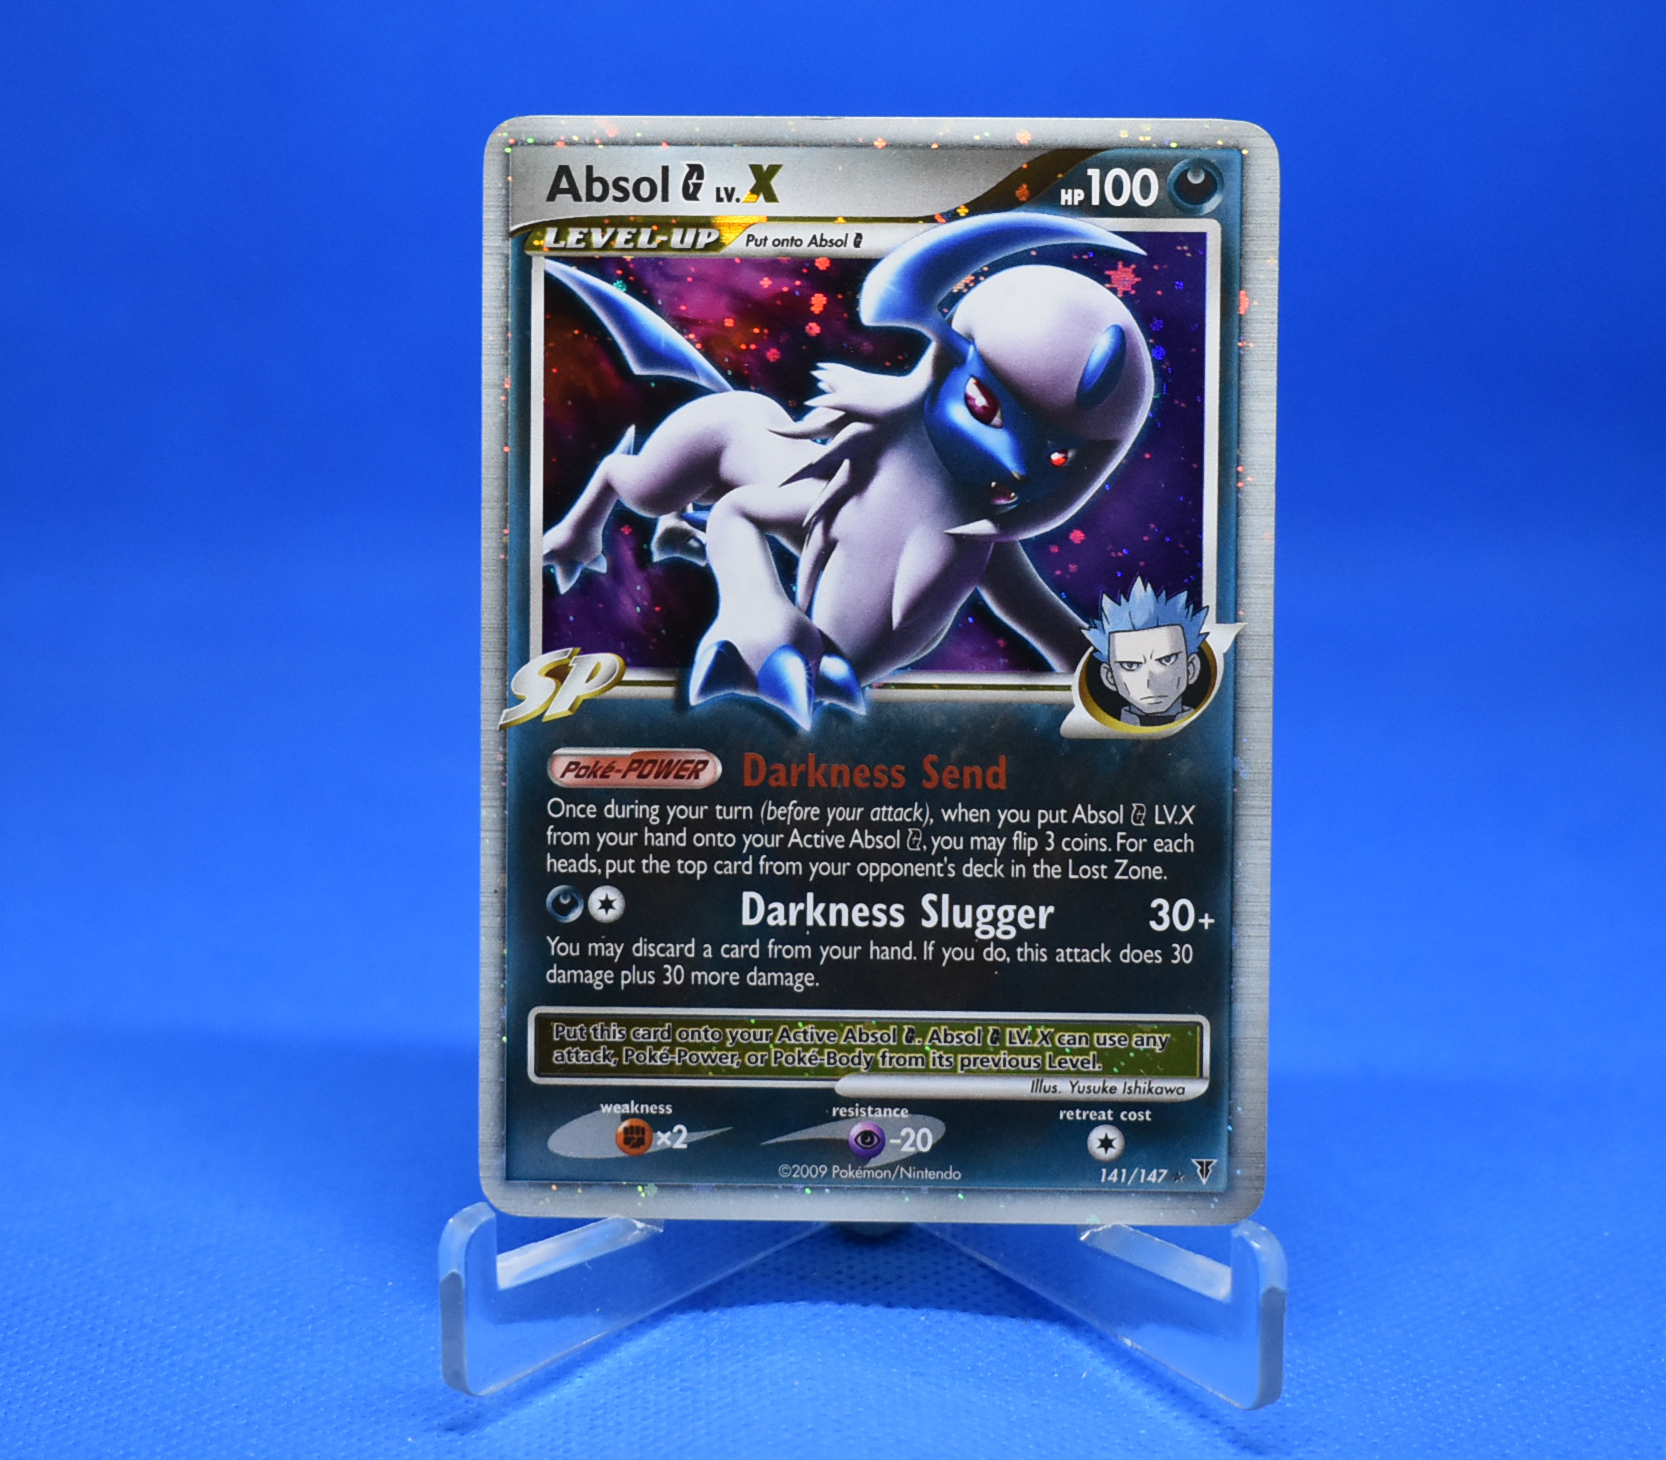 Absol G LV.X
HP 100
LEVEL-UP Put onto Absol G
SP
Poké-POWER Darkness Send
Once during your turn (before your attack), when you put Absol G LV.X
from your hand onto your Active Absol G, you may flip 3 coins. For each
heads, put the top card from your opponent's deck in the Lost Zone.
Darkness Slugger 30+
You may discard a card from your hand. If you do, this attack does 30
damage plus 30 more damage.
Put this card onto your Active Absol G. Absol G LV. X can use any
attack, Poké-Power, or Poké-Body from its previous Level.
Illus. Yusuke Ishikawa
weakness resistance retreat cost
×2 -20
©2009 Pokémon/Nintendo 141/147